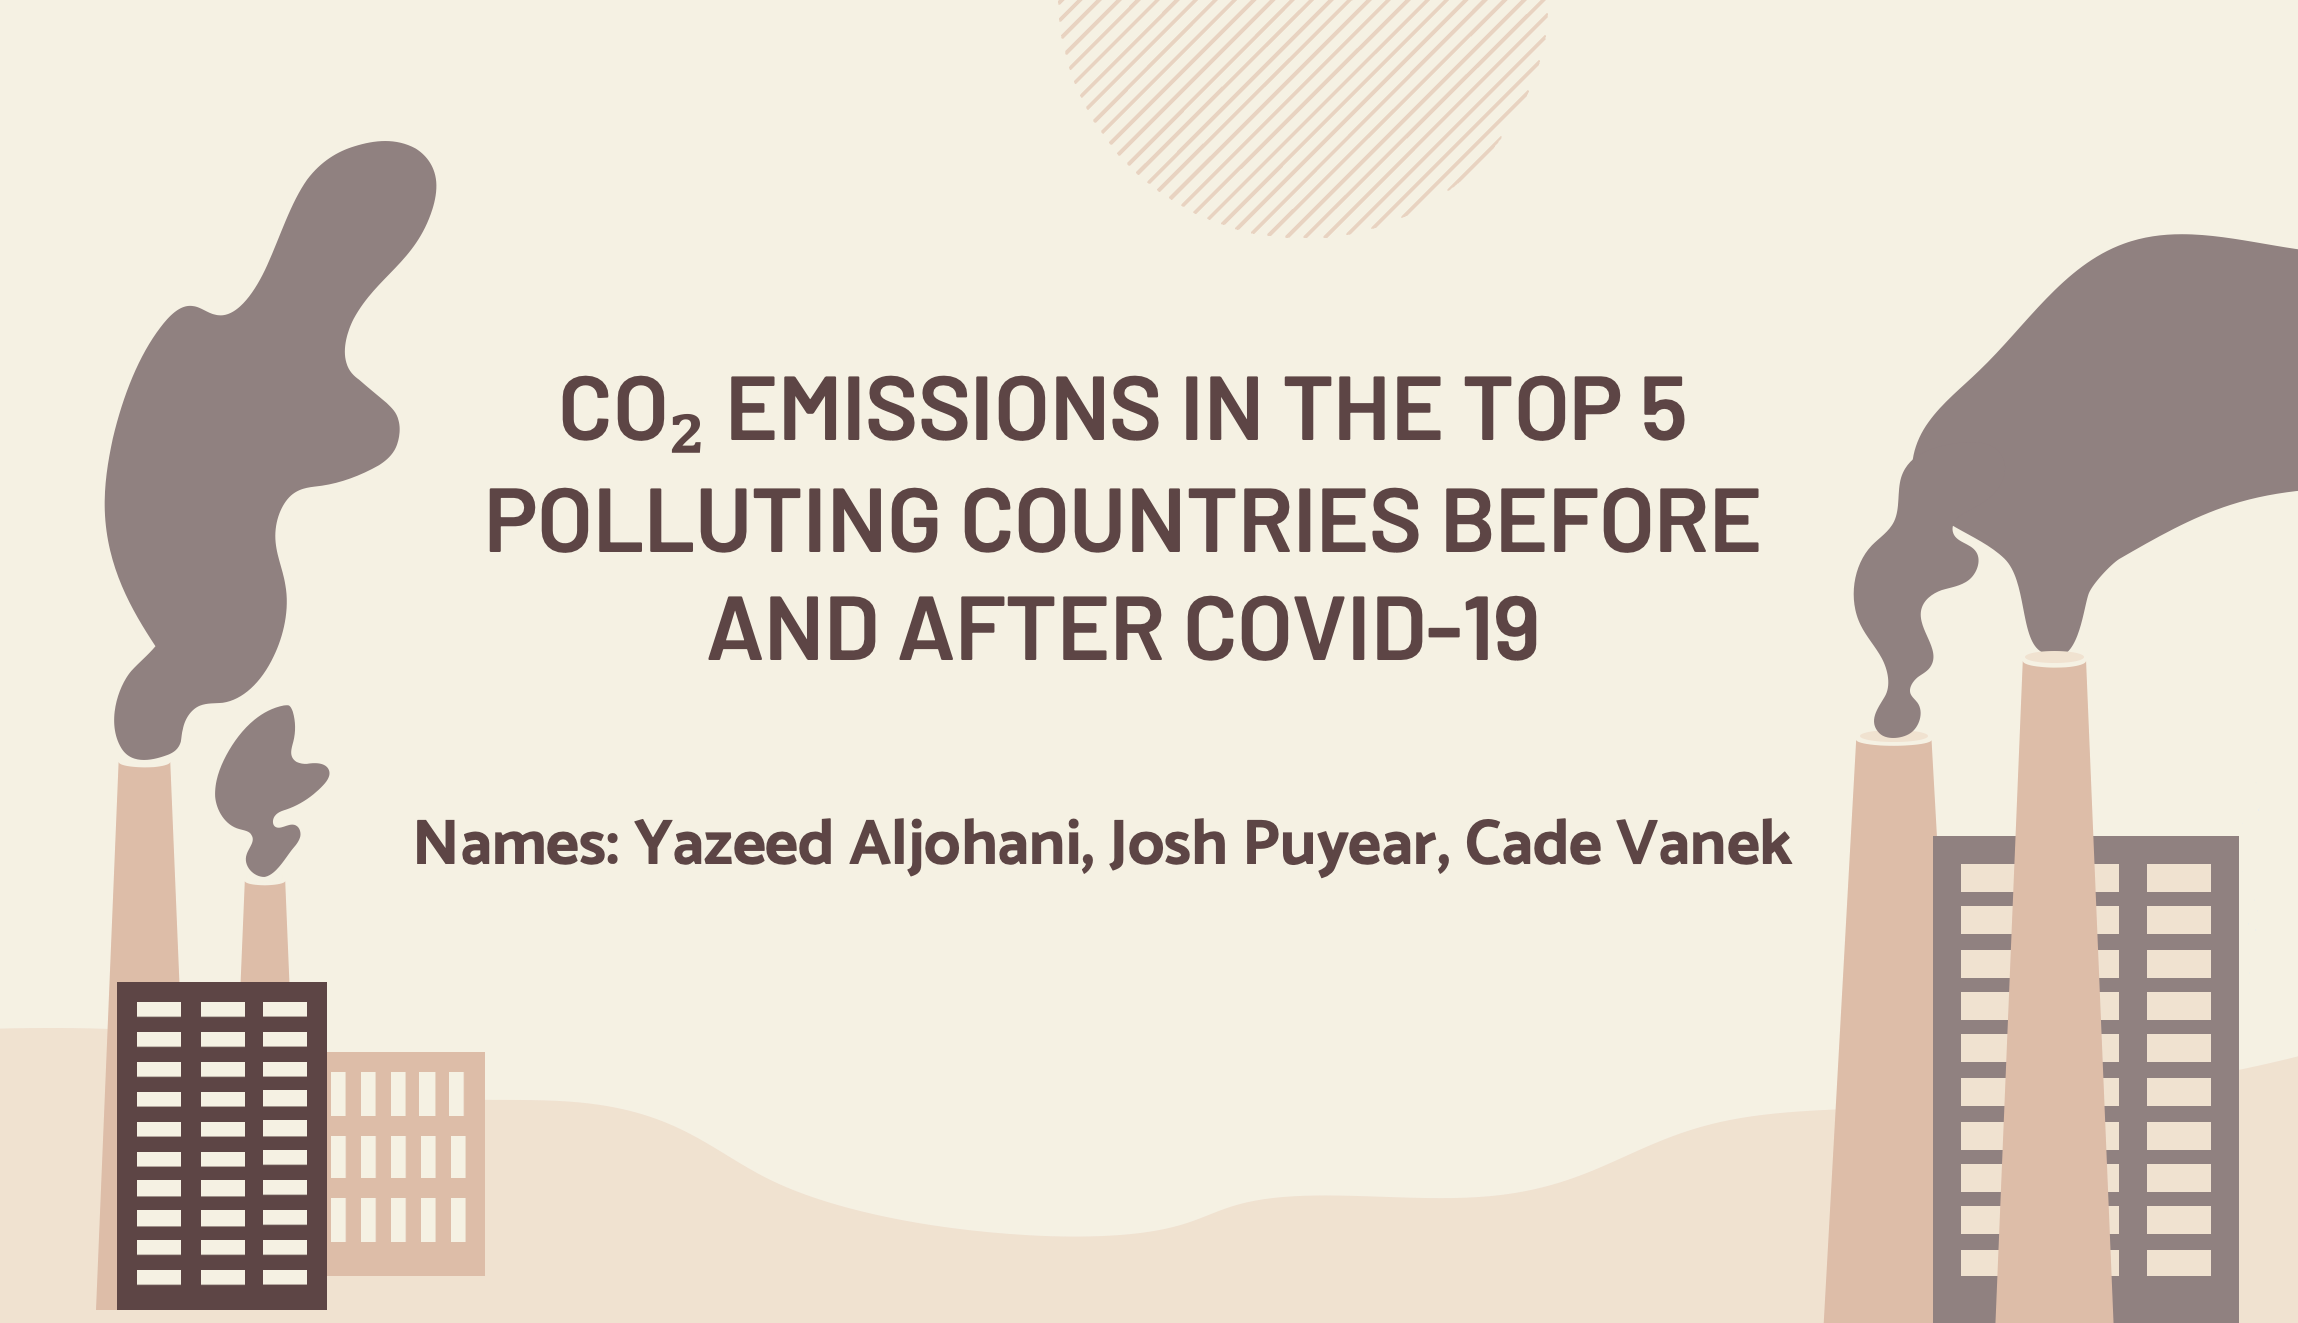 CO₂ EMISSIONS IN THE TOP 5
POLLUTING COUNTRIES BEFORE
AND AFTER COVID-19
Names: Yazeed Aljohani, Josh Puyear, Cade Vanek